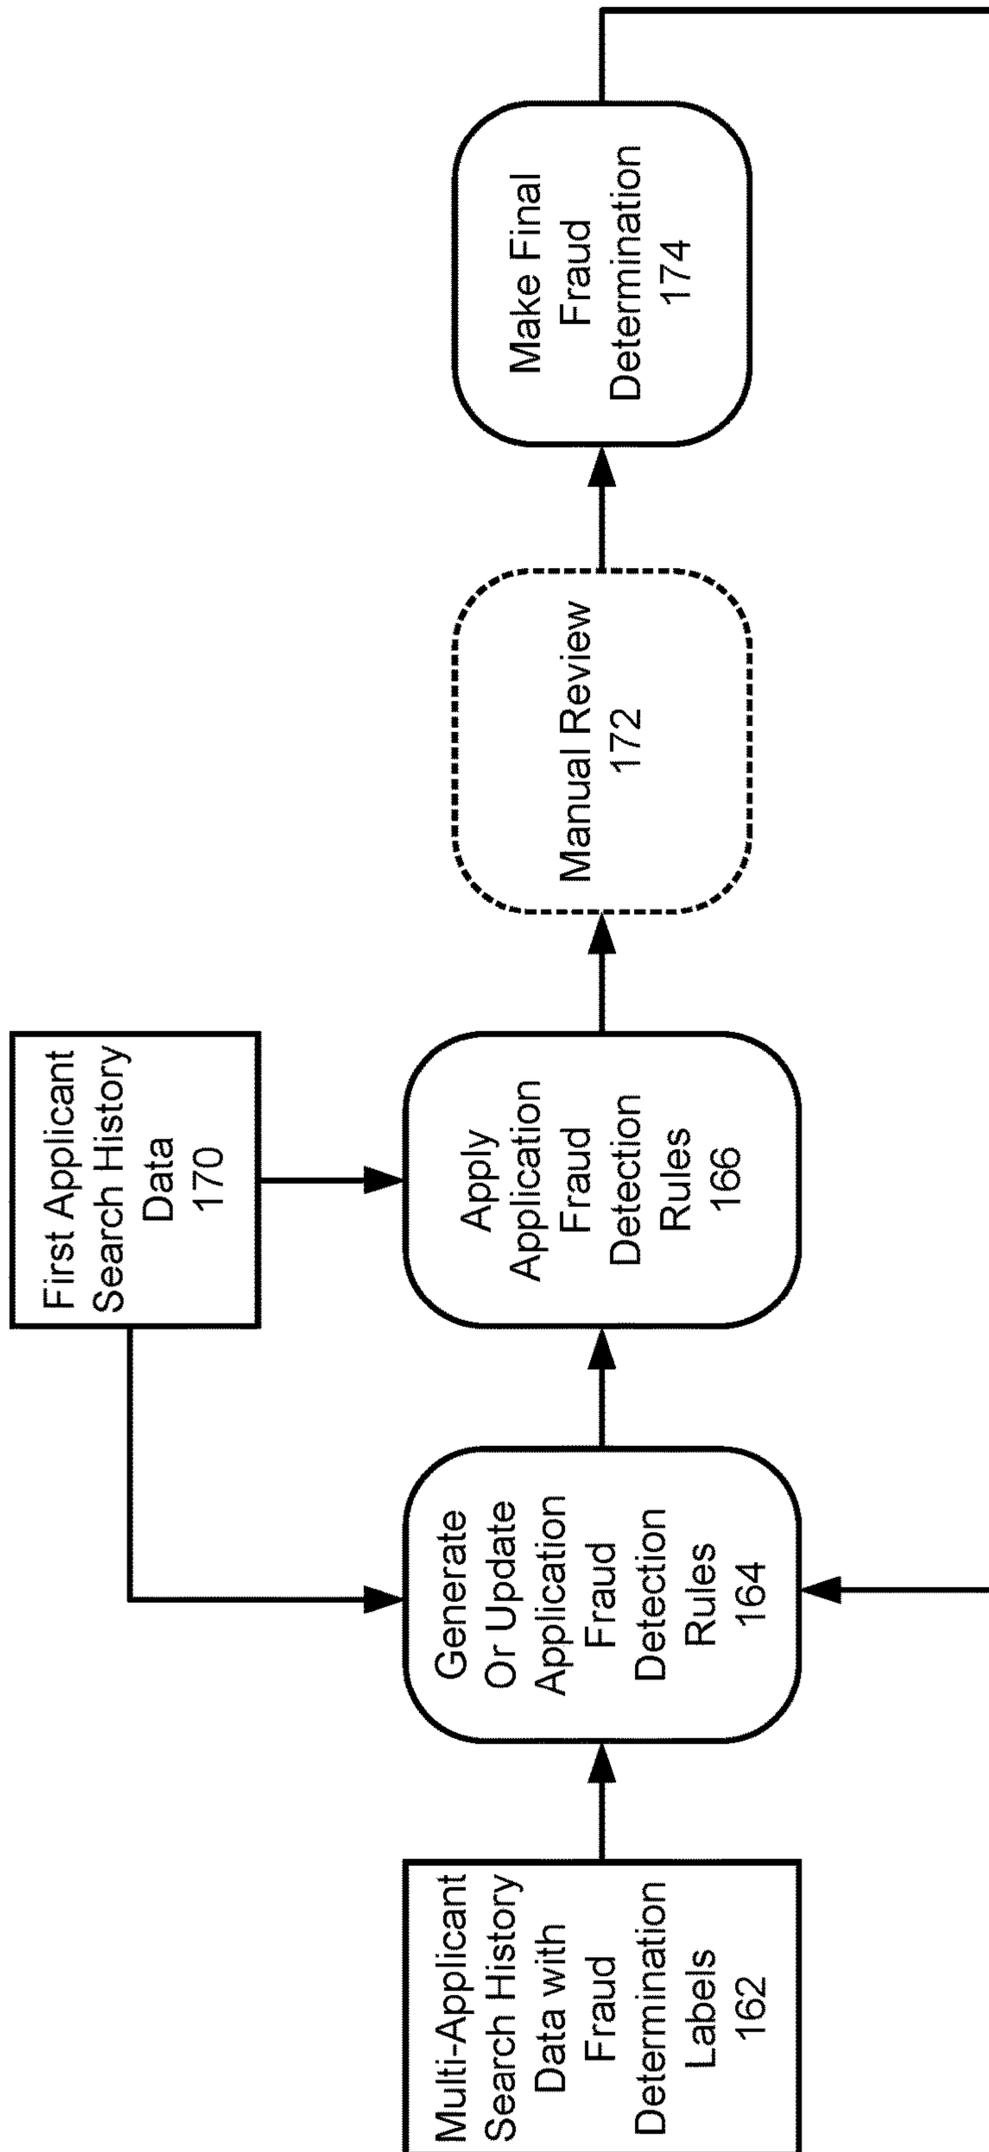 First Applicant
Search History
Data
170
Multi-Applicant
Search History
Data with
Fraud
Determination
Labels
162
Generate
Or Update
Application
Fraud
Detection
Rules
164
Apply
Application
Fraud
Detection
Rules
166
Manual Review
172
Make Final
Fraud
Determination
174